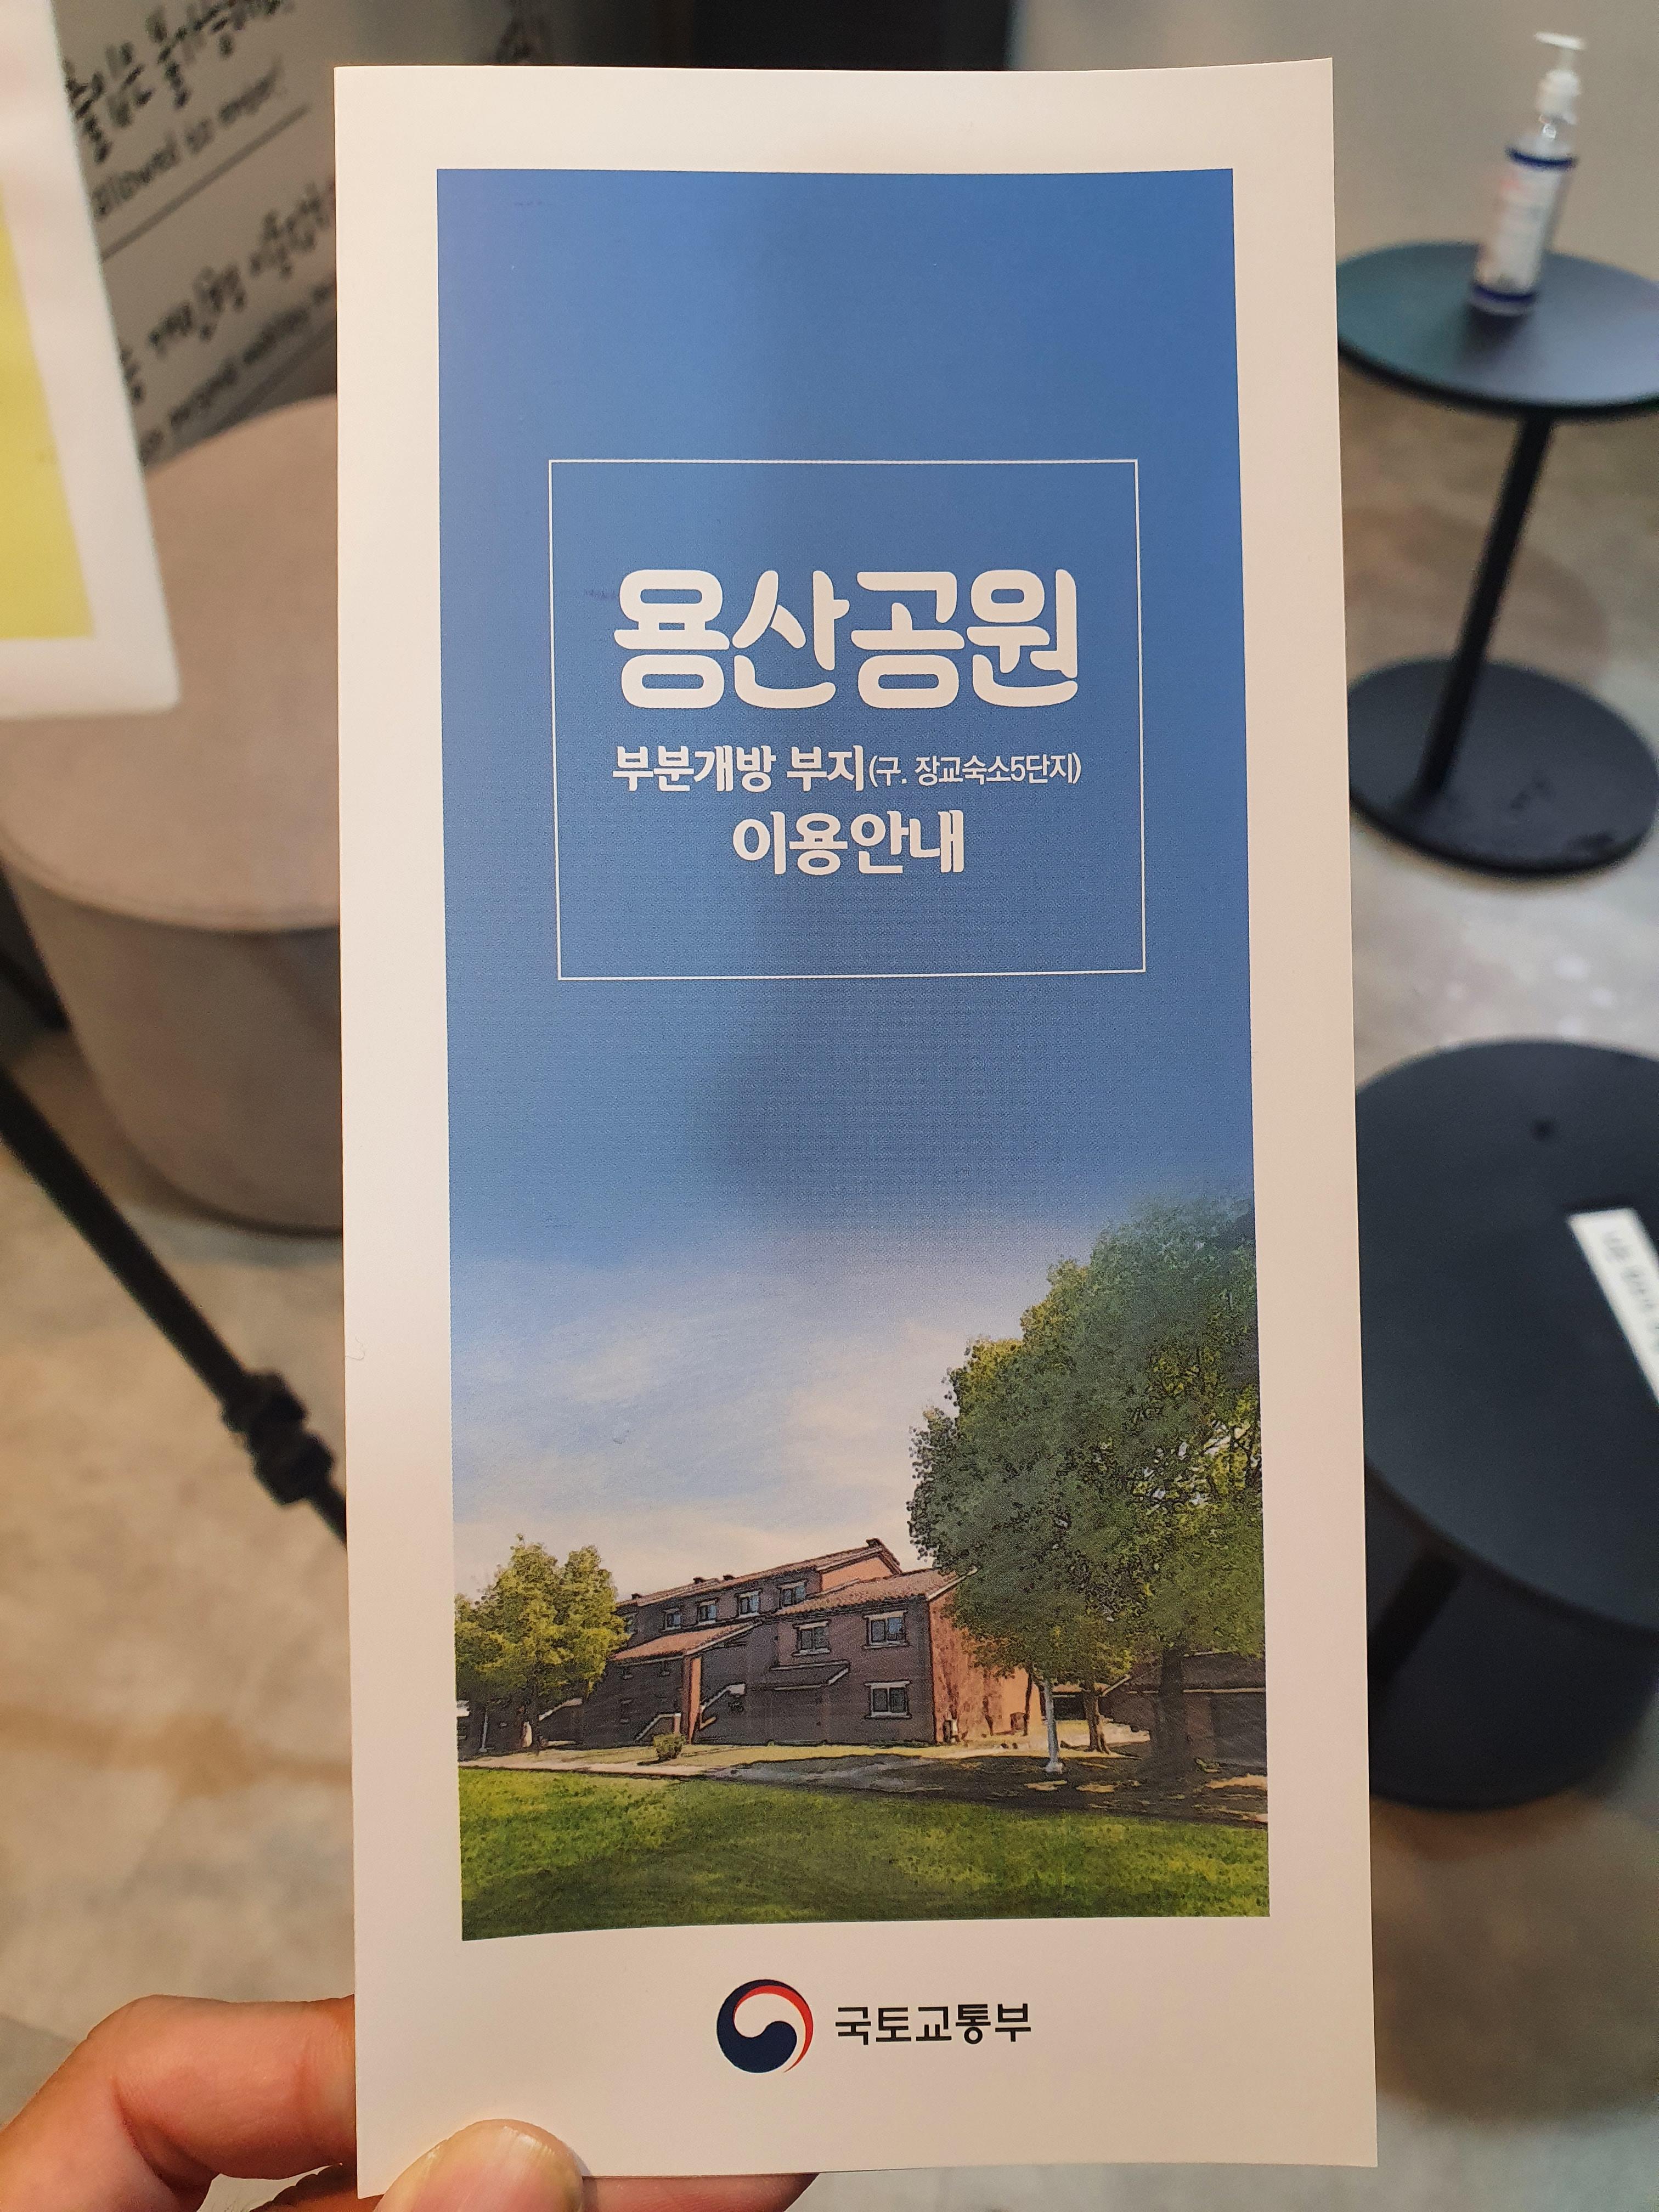 용산공원
부분개방 부지(구. 장교숙소5단지)
이용안내
국토교통부